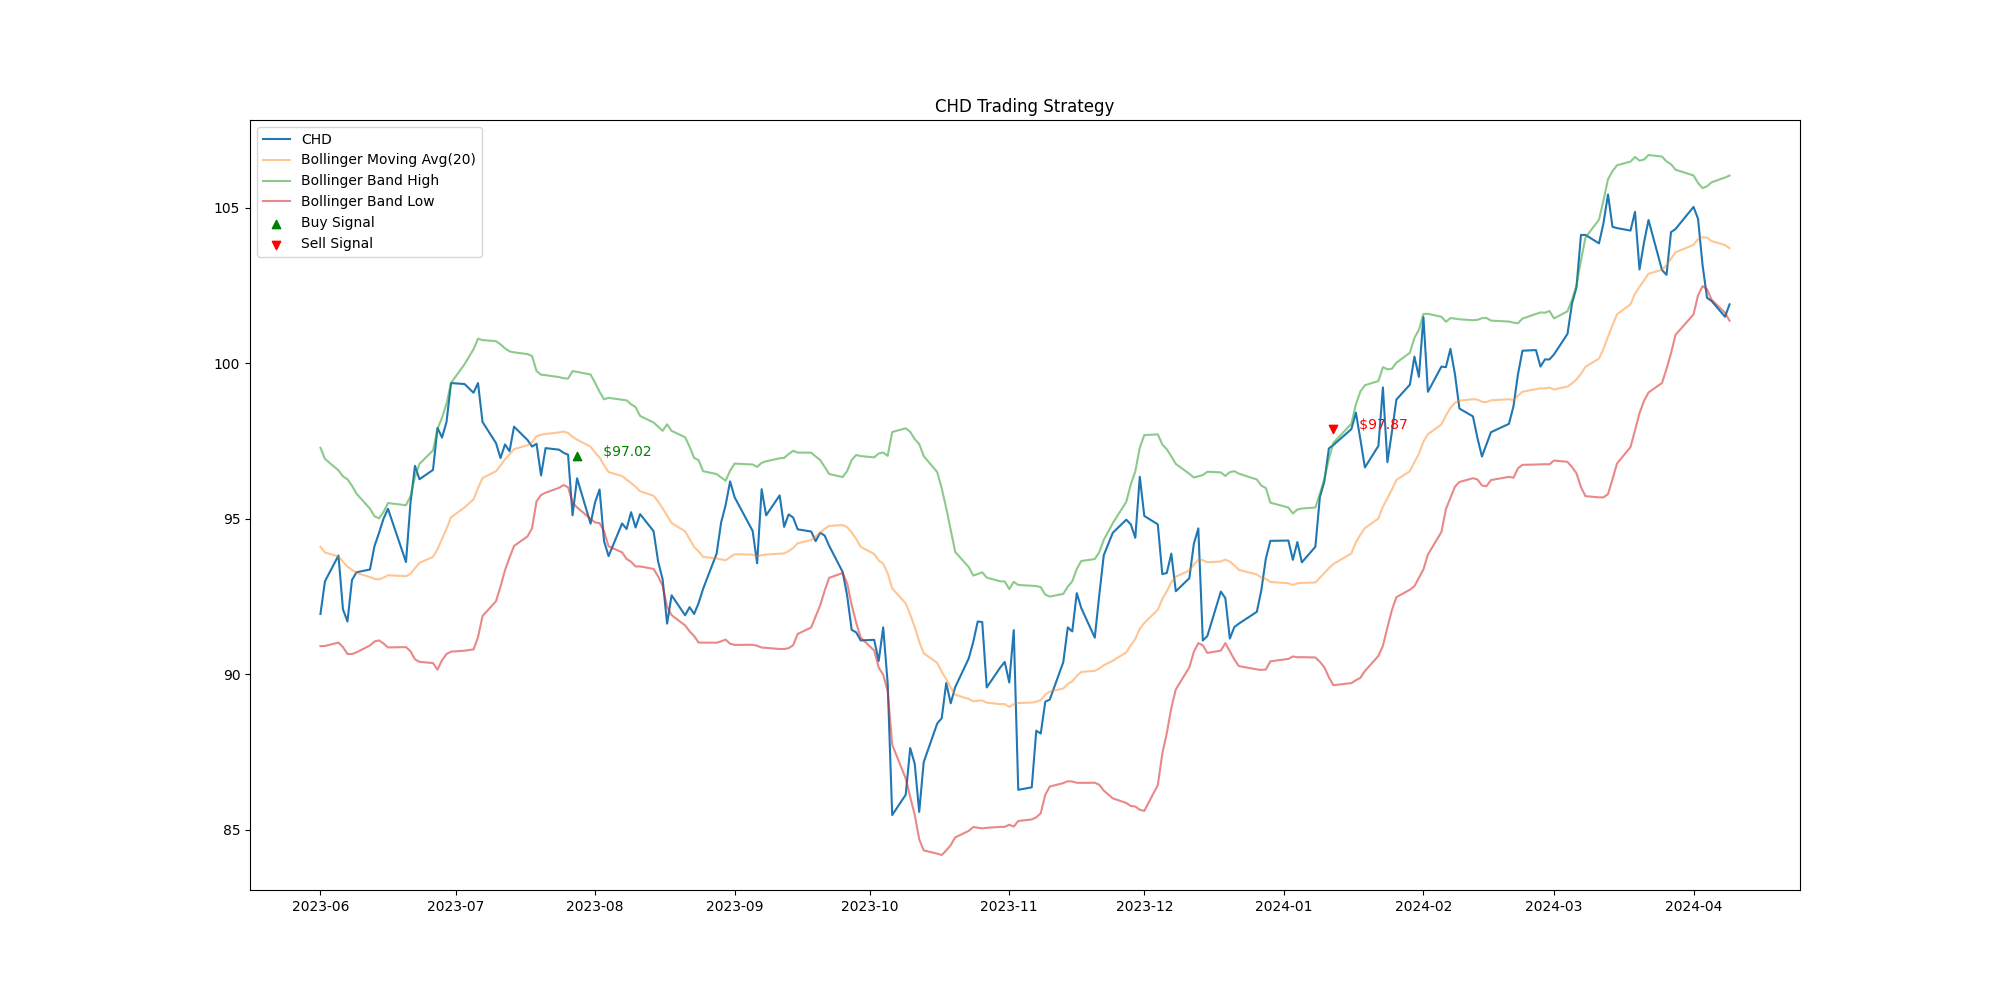 CHD Trading Strategy
CHD
Bollinger Moving Avg(20)
Bollinger Band High
Bollinger Band Low
Buy Signal
Sell Signal
105
100
95
90
85
$97.02
$97.87
2023-06 2023-07 2023-08 2023-09 2023-10 2023-11 2023-12 2024-01 2024-02 2024-03 2024-04